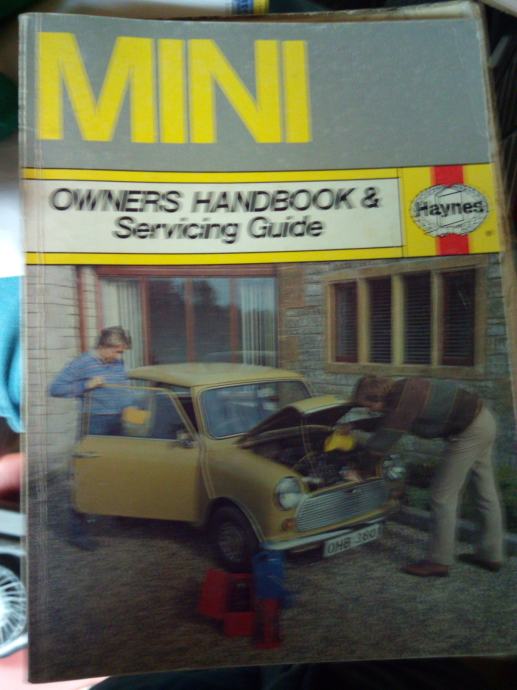 MINI
OWNERS HANDBOOK &
Servicing Guide
Haynes
OHB 360